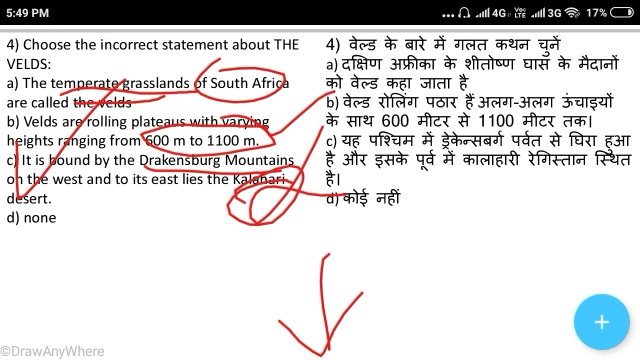 5:49 PM
... 4G Vo LTE 3G 17%
4) Choose the incorrect statement about THE
VELDS:
a) The temperate grasslands of South Africa
are called the velds
b) Velds are rolling plateaus with varying
heights ranging from 600 m to 1100 m.
c) It is bound by the Drakensburg Mountains
on the west and to its east lies the Kalahari
desert.
d) none
4) वेल्ड के बारे में गलत कथन चुनें
a) दक्षिण अफ्रीका के शीतोष्ण घास के मैदानों
को वेल्ड कहा जाता है
b) वेल्ड रोलिंग पठार हैं अलग-अलग ऊंचाइयों
के साथ 600 मीटर से 1100 मीटर तक।
c) यह पश्चिम में ड्रेकेन्सबर्ग पर्वत से घिरा हुआ
है और इसके पूर्व में कालाहारी रेगिस्तान स्थित
है।
d) कोई नहीं
©DrawAnyWhere